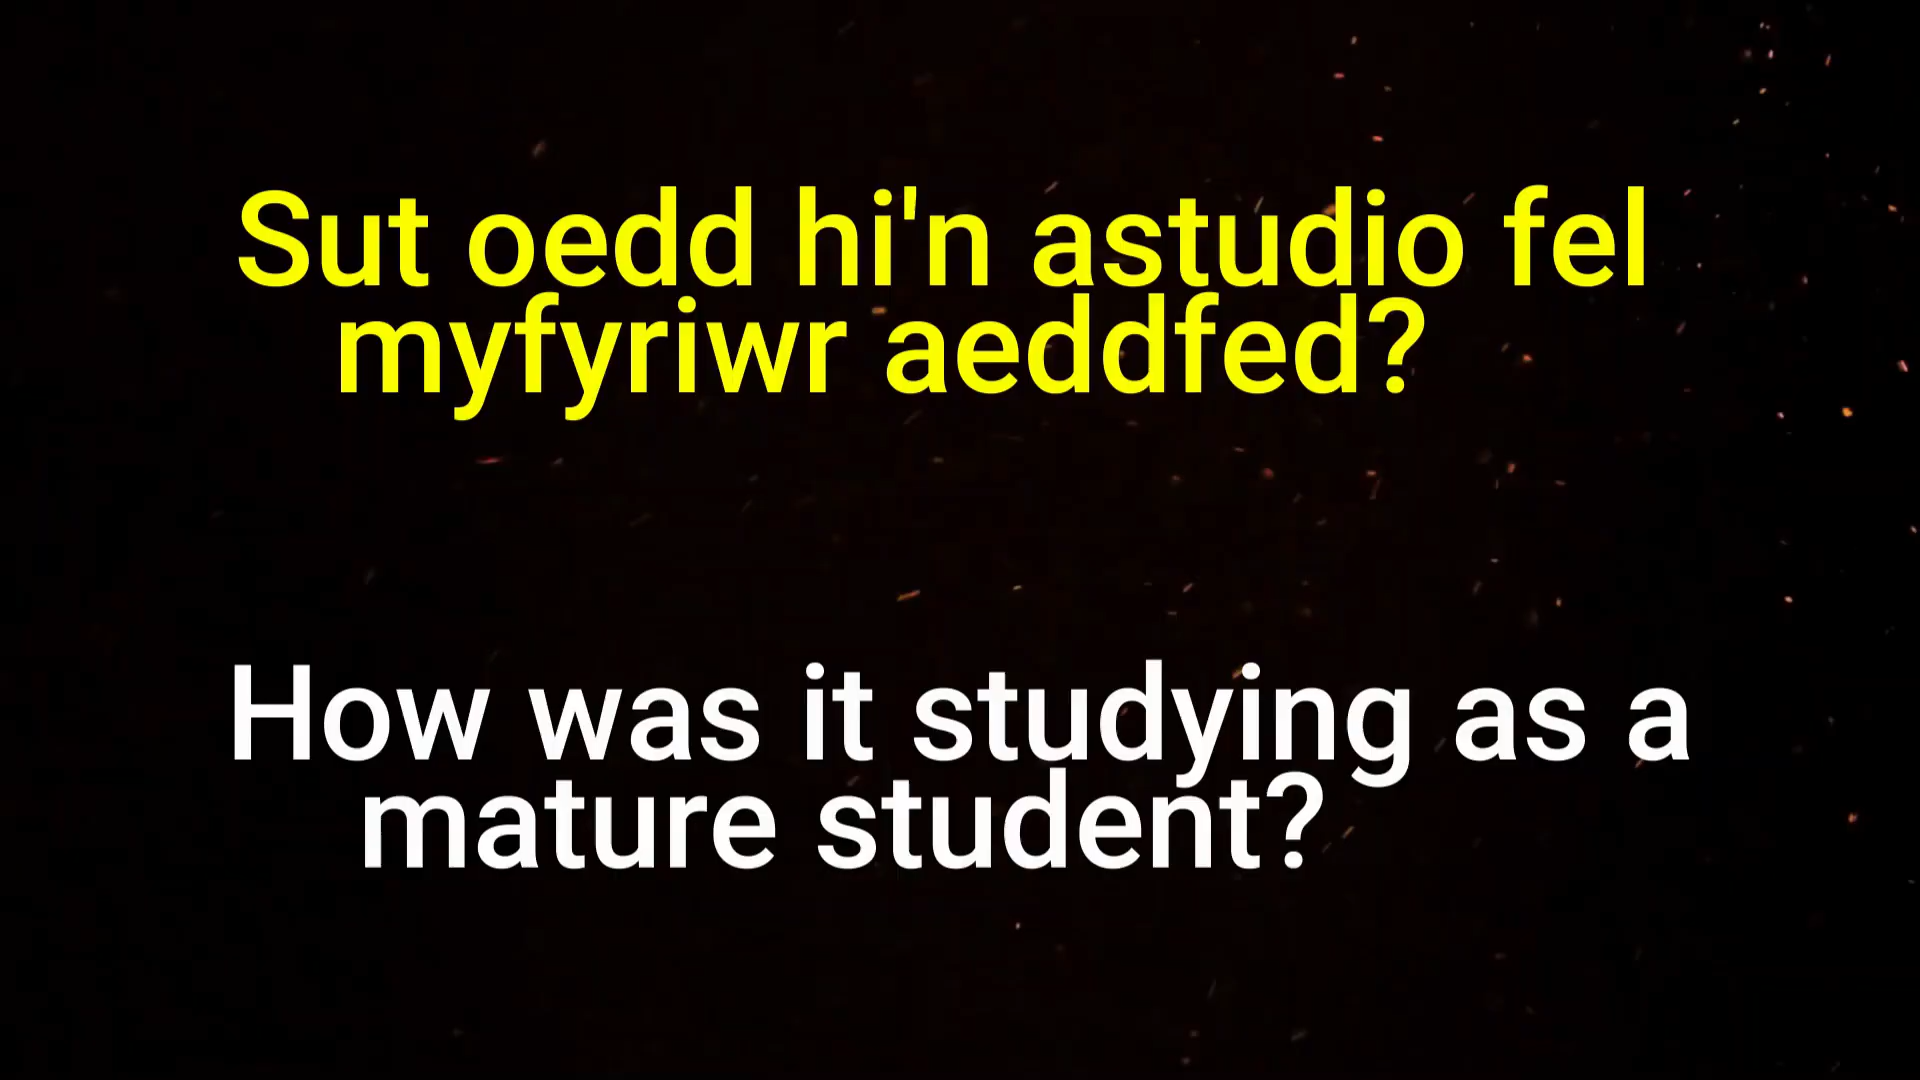 Sut oedd hi'n astudio fel
myfyriwr aeddfed?
How was it studying as a
mature student?